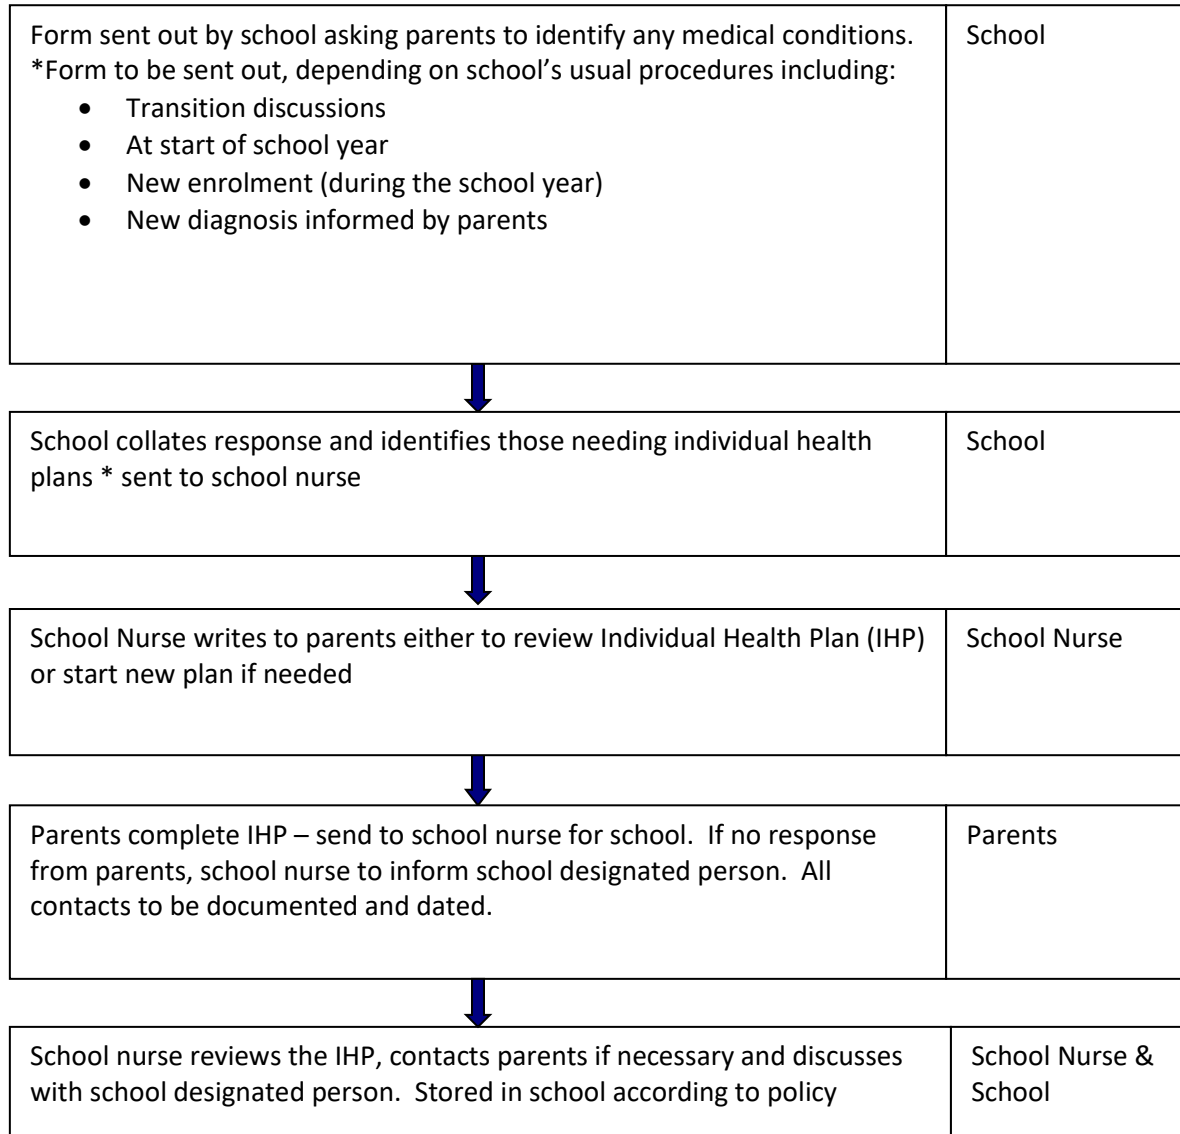 Form sent out by school asking parents to identify any medical conditions.
*Form to be sent out, depending on school's usual procedures including:
• Transition discussions
• At start of school year
• New enrolment (during the school year)
• New diagnosis informed by parents
School
School collates response and identifies those needing individual health
plans * sent to school nurse
School
School Nurse writes to parents either to review Individual Health Plan (IHP)
or start new plan if needed
School Nurse
Parents complete IHP – send to school nurse for school.  If no response
from parents, school nurse to inform school designated person.  All
contacts to be documented and dated.
Parents
School nurse reviews the IHP, contacts parents if necessary and discusses
with school designated person.  Stored in school according to policy
School Nurse &
School